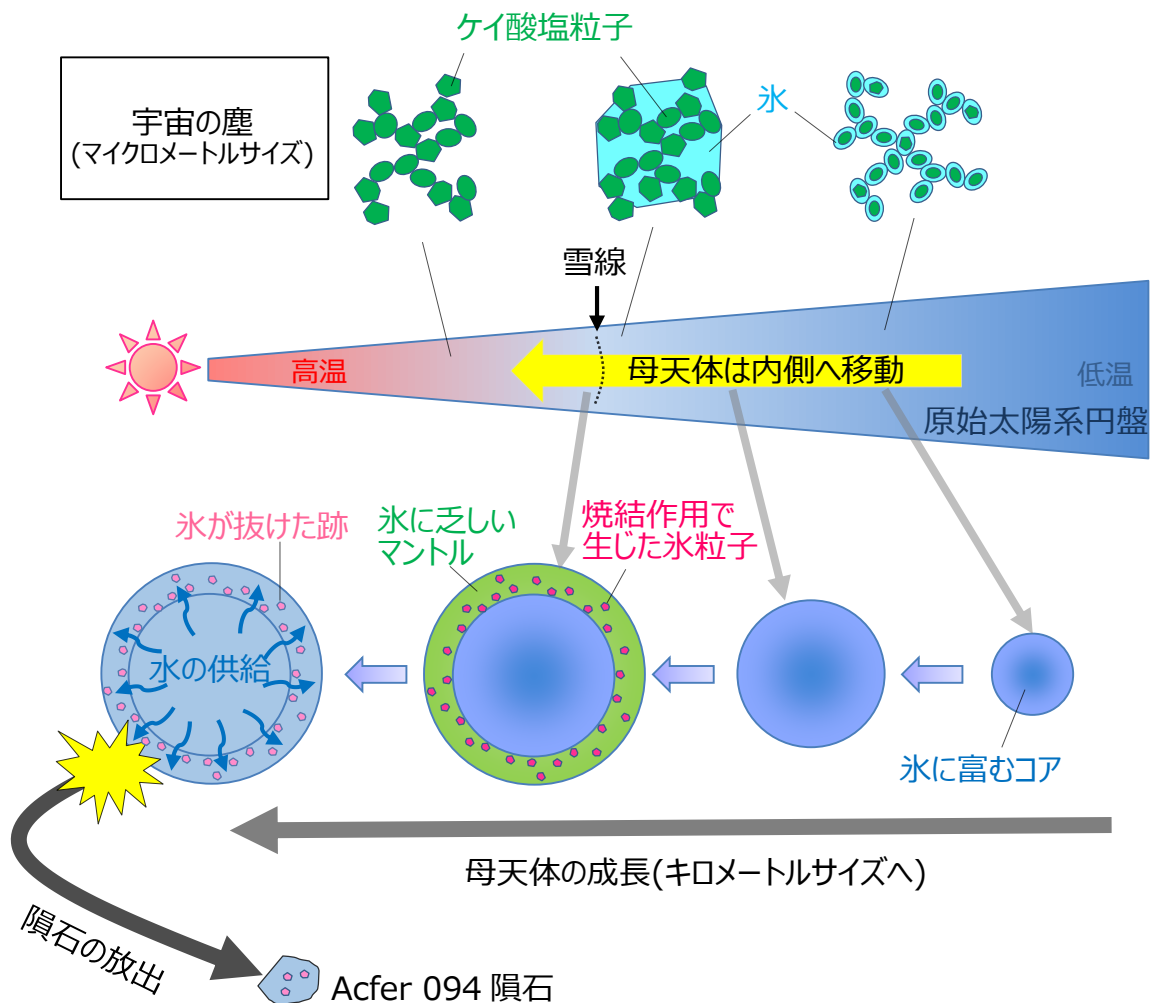 ケイ酸塩粒子
宇宙の塵
(マイクロメートルサイズ)
氷
雪線
高温
母天体は内側へ移動
低温
原始太陽系円盤
氷が抜けた跡
氷に乏しい
マントル
焼結作用で
生じた氷粒子
水の供給
氷に富むコア
母天体の成長(キロメートルサイズへ)
隕石の放出
Acfer 094 隕石